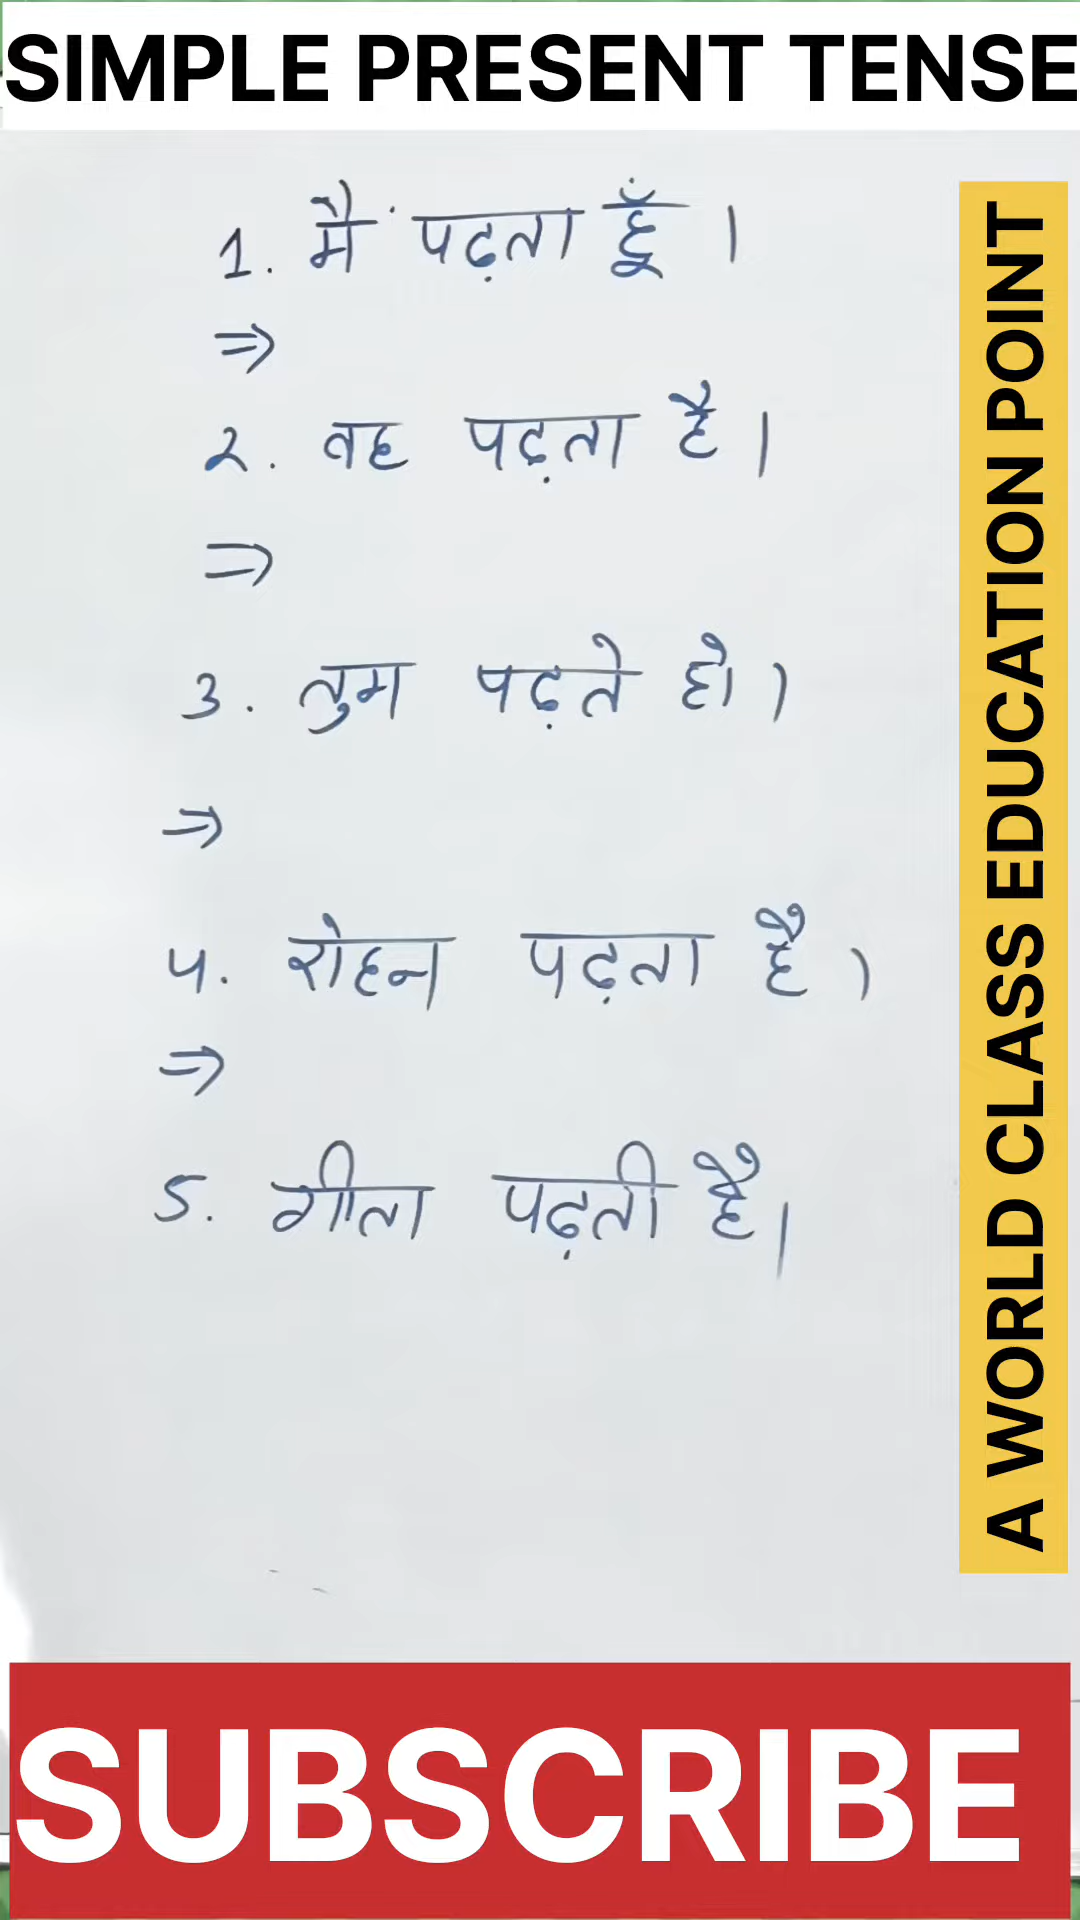 SIMPLE PRESENT TENSE
1. मैं पढ़ता हूँ ।
⇒
2. वह पढ़ता है ।
⇒
3. तुम पढ़ते हो ।
⇒
4. रोहन पढ़ता है ।
⇒
5. गीता पढ़ती है ।
A WORLD CLASS EDUCATION POINT
SUBSCRIBE